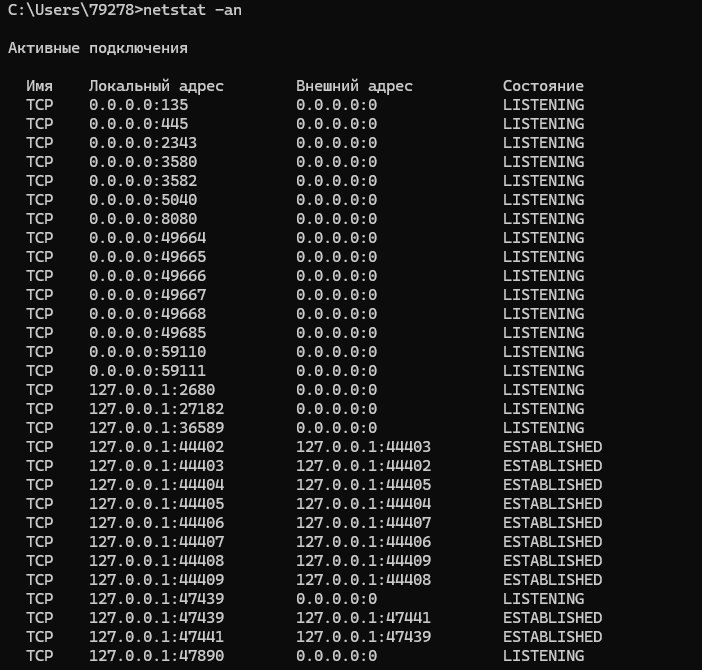 C:\Users\79278>netstat -an
Активные подключения
Имя Локальный адрес Внешний адрес Состояние
TCP 0.0.0.0:135 0.0.0.0:0 LISTENING
TCP 0.0.0.0:445 0.0.0.0:0 LISTENING
TCP 0.0.0.0:2343 0.0.0.0:0 LISTENING
TCP 0.0.0.0:3580 0.0.0.0:0 LISTENING
TCP 0.0.0.0:3582 0.0.0.0:0 LISTENING
TCP 0.0.0.0:5040 0.0.0.0:0 LISTENING
TCP 0.0.0.0:8080 0.0.0.0:0 LISTENING
TCP 0.0.0.0:49664 0.0.0.0:0 LISTENING
TCP 0.0.0.0:49665 0.0.0.0:0 LISTENING
TCP 0.0.0.0:49666 0.0.0.0:0 LISTENING
TCP 0.0.0.0:49667 0.0.0.0:0 LISTENING
TCP 0.0.0.0:49668 0.0.0.0:0 LISTENING
TCP 0.0.0.0:49685 0.0.0.0:0 LISTENING
TCP 0.0.0.0:59110 0.0.0.0:0 LISTENING
TCP 0.0.0.0:59111 0.0.0.0:0 LISTENING
TCP 127.0.0.1:2680 0.0.0.0:0 LISTENING
TCP 127.0.0.1:27182 0.0.0.0:0 LISTENING
TCP 127.0.0.1:36589 0.0.0.0:0 LISTENING
TCP 127.0.0.1:44402 127.0.0.1:44403 ESTABLISHED
TCP 127.0.0.1:44403 127.0.0.1:44402 ESTABLISHED
TCP 127.0.0.1:44404 127.0.0.1:44405 ESTABLISHED
TCP 127.0.0.1:44405 127.0.0.1:44404 ESTABLISHED
TCP 127.0.0.1:44406 127.0.0.1:44407 ESTABLISHED
TCP 127.0.0.1:44407 127.0.0.1:44406 ESTABLISHED
TCP 127.0.0.1:44408 127.0.0.1:44409 ESTABLISHED
TCP 127.0.0.1:44409 127.0.0.1:44408 ESTABLISHED
TCP 127.0.0.1:47439 0.0.0.0:0 LISTENING
TCP 127.0.0.1:47439 127.0.0.1:47441 ESTABLISHED
TCP 127.0.0.1:47441 127.0.0.1:47439 ESTABLISHED
TCP 127.0.0.1:47890 0.0.0.0:0 LISTENING